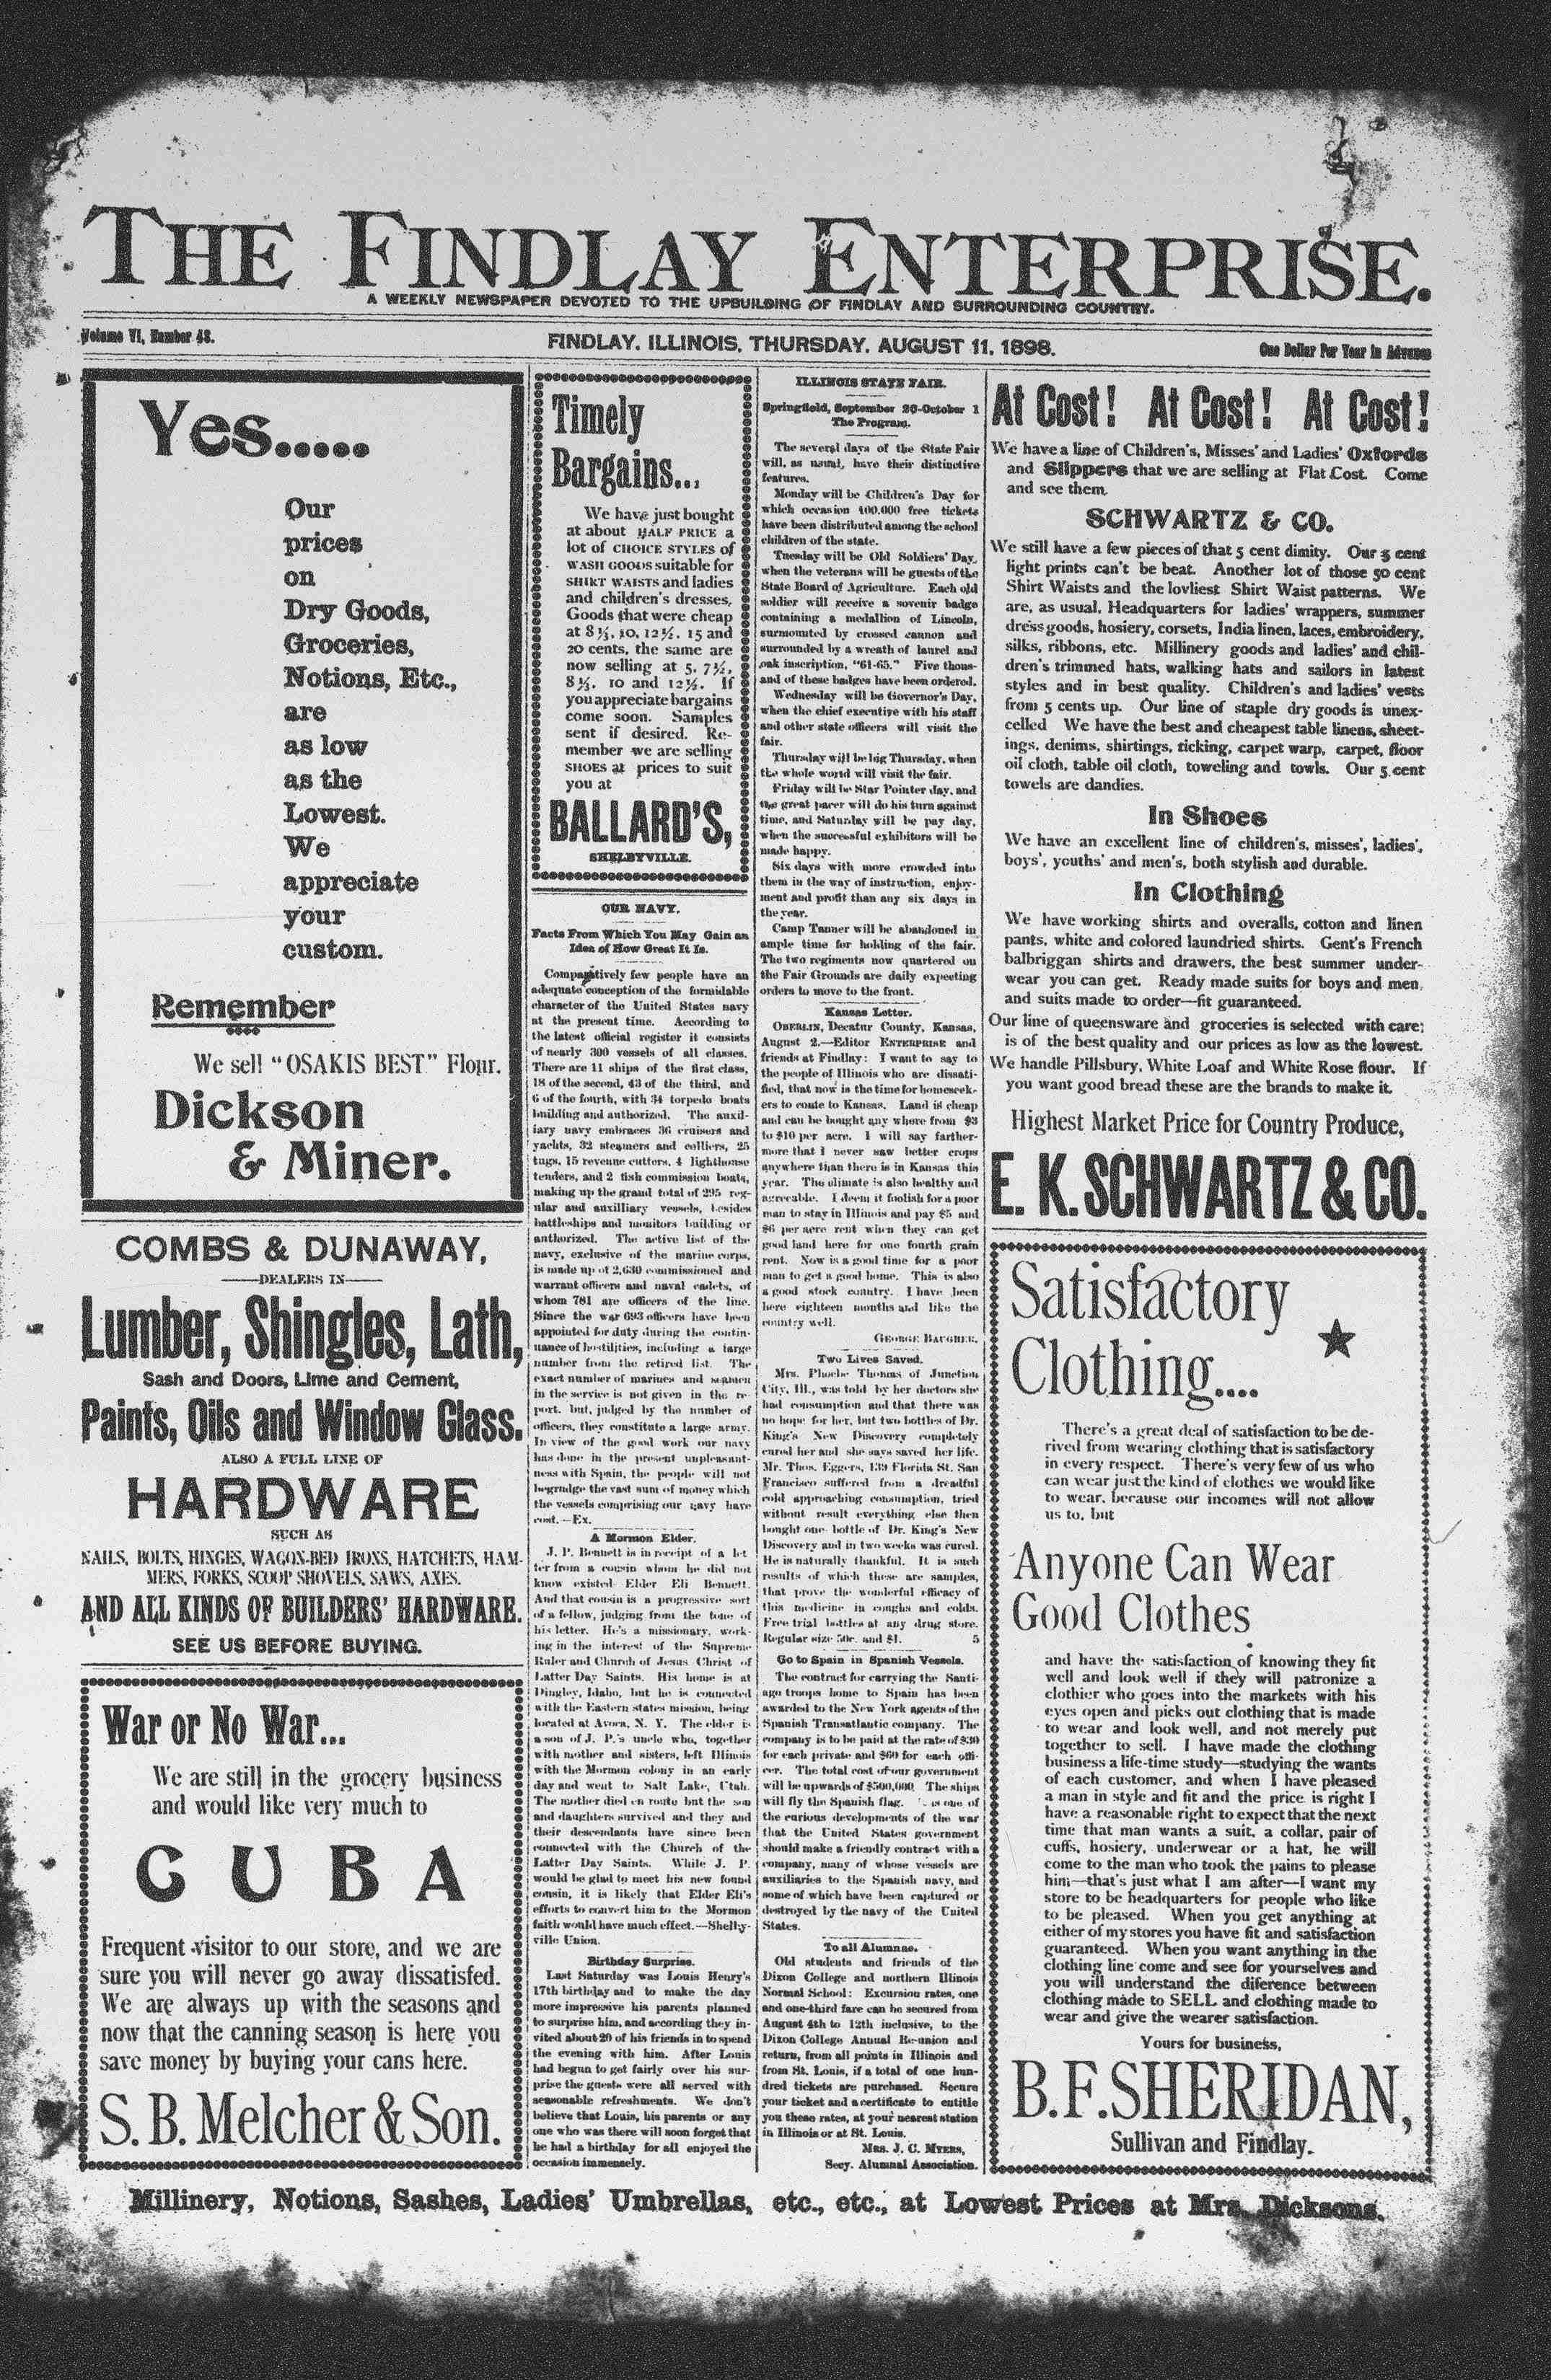 THE FINDLAY ENTERPRISE.
A WEEKLY NEWSPAPER DEVOTED TO THE UPBUILDING OF FINDLAY AND SURROUNDING COUNTRY.
Volume VI, Number 48.
FINDLAY, ILLINOIS, THURSDAY, AUGUST 11, 1898.
One Dollar Per Year in Advance
Yes.....
Our
prices
on
Dry Goods,
Groceries,
Notions, Etc.,
are
as low
as the
Lowest.
We
appreciate
your
custom.
Remember
We sell "OSAKIS BEST" Flour.
Dickson
& Miner.
COMBS & DUNAWAY,
DEALERS IN
Lumber, Shingles, Lath,
Sash and Doors, Lime and Cement,
Paints, Oils and Window Glass.
ALSO A FULL LINE OF
HARDWARE
SUCH AS
NAILS, BOLTS, HINGES, WAGON-BED IRONS, HATCHETS, HAM-
MERS, FORKS, SCOOP SHOVELS, SAWS, AXES.
AND ALL KINDS OF BUILDERS' HARDWARE.
SEE US BEFORE BUYING.
War or No War...
We are still in the grocery business
and would like very much to
C U B A
Frequent visitor to our store, and we are
sure you will never go away dissatisfed.
We are always up with the seasons and
now that the canning season is here you
save money by buying your cans here.
S. B. Melcher & Son.
Timely
Bargains...
We have just bought
at about HALF PRICE a
lot of CHOICE STYLES of
WASH GOODS suitable for
SHIRT WAISTS and ladies
and children's dresses,
Goods that were cheap
at 8⅓, 10, 12½, 15 and
20 cents, the same are
now selling at 5, 7½,
8⅓, 10 and 12½. If
you appreciate bargains
come soon. Samples
sent if desired. Re-
member we are selling
SHOES at prices to suit
you at
BALLARD'S,
SHELBYVILLE.
OUR NAVY.
Facts From Which You May Gain an
Idea of How Great It Is.
Comparatively few people have an
adequate conception of the formidable
character of the United States navy
at the present time. According to
the latest official register it consists
of nearly 300 vessels of all classes.
There are 11 ships of the first class,
18 of the second, 43 of the third, and
6 of the fourth, with 34 torpedo boats
building and authorized. The auxil-
iary navy embraces 36 cruisers and
yachts, 32 steamers and colliers, 25
tugs, 15 revenue cutters, 4 lighthouse
tenders, and 2 fish commission boats,
making up the grand total of 295 reg-
ular and auxilliary vessels, besides
battleships and monitors building or
authorized. The active list of the
navy, exclusive of the marine corps,
is made up of 2,630 commissioned and
warrant officers and naval cadets, of
whom 781 are officers of the line.
Since the war 693 officers have been
appointed for duty during the contin-
uance of hostilities, including a large
number from the retired list. The
exact number of marines and seamen
in the service is not given in the re-
port, but, judged by the number of
officers, they constitute a large army.
In view of the good work our navy
has done in the present unpleasant-
ness with Spain, the people will not
begrudge the vast sum of money which
the vessels comprising our navy have
cost.—Ex.
A Mormon Elder.
J. P. Bennett is in receipt of a let
ter from a cousin whom he did not
know existed Elder Eli Bennett.
And that cousin is a progressive sort
of a fellow, judging from the tone of
his letter. He's a missionary, work-
ing in the interest of the Supreme
Ruler and Church of Jesus Christ of
Latter Day Saints. His home is at
Dingley, Idaho, but he is connected
with the Eastern states mission, being
located at Avoca, N. Y. The elder is
a son of J. P.'s uncle who, together
with mother and sisters, left Illinois
with the Mormon colony in an early
day and went to Salt Lake, Utah.
The mother died en route but the son
and daughters survived and they and
their descendants have since been
connected with the Church of the
Latter Day Saints. While J. P.
would be glad to meet his new found
cousin, it is likely that Elder Eli's
efforts to convert him to the Mormon
faith would have much effect.—Shelby-
ville Union.
Birthday Surprise.
Last Saturday was Louis Henry's
17th birthday and to make the day
more impressive his parents planned
to surprise him, and according they in-
vited about 20 of his friends in to spend
the evening with him. After Louis
had begun to get fairly over his sur-
prise the guests were all served with
seasonable refreshments. We don't
believe that Louis, his parents or any
one who was there will soon forget that
he had a birthday for all enjoyed the
occasion immensely.
ILLINOIS STATE FAIR.
Springfield, September 26-October 1
The Program.
The several days of the State Fair
will, as usual, have their distinctive
features.
Monday will be Children's Day for
which occasion 400,000 free tickets
have been distributed among the school
children of the state.
Tuesday will be Old Soldiers' Day,
when the veterans will be guests of the
State Board of Agriculture. Each old
soldier will receive a sovenir badge
containing a medallion of Lincoln,
surmounted by crossed cannon and
surrounded by a wreath of laurel and
oak inscription, "61-65." Five thous-
and of these badges have been ordered.
Wednesday will be Governor's Day,
when the chief executive with his staff
and other state officers will visit the
fair.
Thursday will be big Thursday, when
the whole world will visit the fair.
Friday will be Star Pointer day, and
the great pacer will do his turn against
time, and Saturday will be pay day,
when the successful exhibitors will be
made happy.
Six days with more crowded into
them in the way of instruction, enjoy-
ment and profit than any six days in
the year.
Camp Tanner will be abandoned in
ample time for holding of the fair.
The two regiments now quartered on
the Fair Grounds are daily expecting
orders to move to the front.
Kansas Letter.
OBERLIN, Decatur County, Kansas,
August 2.—Editor ENTERPRISE and
friends at Findlay: I want to say to
the people of Illinois who are dissati-
fied, that now is the time for homeseek-
ers to come to Kansas. Land is cheap
and can be bought any where from $3
to $10 per acre. I will say farther-
more that I never saw better crops
anywhere than there is in Kansas this
year. The climate is also healthy and
agreeable. I deem it foolish for a poor
man to stay in Illinois and pay $5 and
$6 per acre rent when they can get
good land here for one fourth grain
rent. Now is a good time for a poor
man to get a good home. This is also
a good stock country. I have been
here eighteen months and like the
country well.
GEORGE BAUGHER.
Two Lives Saved.
Mrs. Phoebe Thomas of Junction
City, Ill., was told by her doctors she
had consumption and that there was
no hope for her, but two bottles of Dr.
King's New Discovery completely
cured her and she says saved her life.
Mr. Thos. Eggers, 139 Florida St. San
Francisco suffered from a dreadful
cold approaching consumption, tried
without result everything else then
bought one bottle of Dr. King's New
Discovery and in two weeks was cured.
He is naturally thankful. It is such
results of which these are samples,
that prove the wonderful efficacy of
this medicine in coughs and colds.
Free trial bottles at any drug store.
Regular size 50c. and $1. 5
Go to Spain in Spanish Vessels.
The contract for carrying the Santi-
ago troops home to Spain has been
awarded to the New York agents of the
Spanish Transatlantic company. The
company is to be paid at the rate of $30
for each private and $60 for each offi-
cer. The total cost of our government
will be upwards of $500,000. The ships
will fly the Spanish flag. is one of
the curious developments of the war
that the United States government
should make a friendly contract with a
company, many of whose vessels are
auxiliaries to the Spanish navy, and
some of which have been captured or
destroyed by the navy of the United
States.
To all Alumnae.
Old students and friends of the
Dixon College and northern Illinois
Normal School: Excursion rates, one
and one-third fare can be secured from
August 4th to 12th inclusive, to the
Dixon College Annual Re-union and
return, from all points in Illinois and
from St. Louis, if a total of one hun-
dred tickets are purchased. Secure
your ticket and a certificate to entitle
you these rates, at your nearest station
in Illinois or at St. Louis.
MRS. J. C. MYERS,
Secy. Alumnal Association.
At Cost! At Cost! At Cost!
We have a line of Children's, Misses' and Ladies' Oxfords
and Slippers that we are selling at Flat Cost. Come
and see them.
SCHWARTZ & CO.
We still have a few pieces of that 5 cent dimity. Our 5 cent
light prints can't be beat. Another lot of those 50 cent
Shirt Waists and the lovliest Shirt Waist patterns. We
are, as usual, Headquarters for ladies' wrappers, summer
dress goods, hosiery, corsets, India linen, laces, embroidery,
silks, ribbons, etc. Millinery goods and ladies' and chil-
dren's trimmed hats, walking hats and sailors in latest
styles and in best quality. Children's and ladies' vests
from 5 cents up. Our line of staple dry goods is unex-
celled We have the best and cheapest table linens, sheet-
ings, denims, shirtings, ticking, carpet warp, carpet, floor
oil cloth, table oil cloth, toweling and towls. Our 5 cent
towels are dandies.
In Shoes
We have an excellent line of children's, misses', ladies',
boys', youths' and men's, both stylish and durable.
In Clothing
We have working shirts and overalls, cotton and linen
pants, white and colored laundried shirts. Gent's French
balbriggan shirts and drawers, the best summer under-
wear you can get. Ready made suits for boys and men,
and suits made to order—fit guaranteed.
Our line of queensware and groceries is selected with care;
is of the best quality and our prices as low as the lowest.
We handle Pillsbury, White Loaf and White Rose flour. If
you want good bread these are the brands to make it.
Highest Market Price for Country Produce,
E. K. SCHWARTZ & CO.
Satisfactory
Clothing....
There's a great deal of satisfaction to be de-
rived from wearing clothing that is satisfactory
in every respect. There's very few of us who
can wear just the kind of clothes we would like
to wear, because our incomes will not allow
us to, but
Anyone Can Wear
Good Clothes
and have the satisfaction of knowing they fit
well and look well if they will patronize a
clothier who goes into the markets with his
eyes open and picks out clothing that is made
to wear and look well, and not merely put
together to sell. I have made the clothing
business a life-time study—studying the wants
of each customer, and when I have pleased
a man in style and fit and the price is right I
have a reasonable right to expect that the next
time that man wants a suit, a collar, pair of
cuffs, hosiery, underwear or a hat, he will
come to the man who took the pains to please
him—that's just what I am after—I want my
store to be headquarters for people who like
to be pleased. When you get anything at
either of my stores you have fit and satisfaction
guaranteed. When you want anything in the
clothing line come and see for yourselves and
you will understand the diference between
clothing made to SELL and clothing made to
wear and give the wearer satisfaction.
Yours for business,
B. F. SHERIDAN,
Sullivan and Findlay.
Millinery, Notions, Sashes, Ladies' Umbrellas, etc., etc., at Lowest Prices at Mrs. Dicksons.